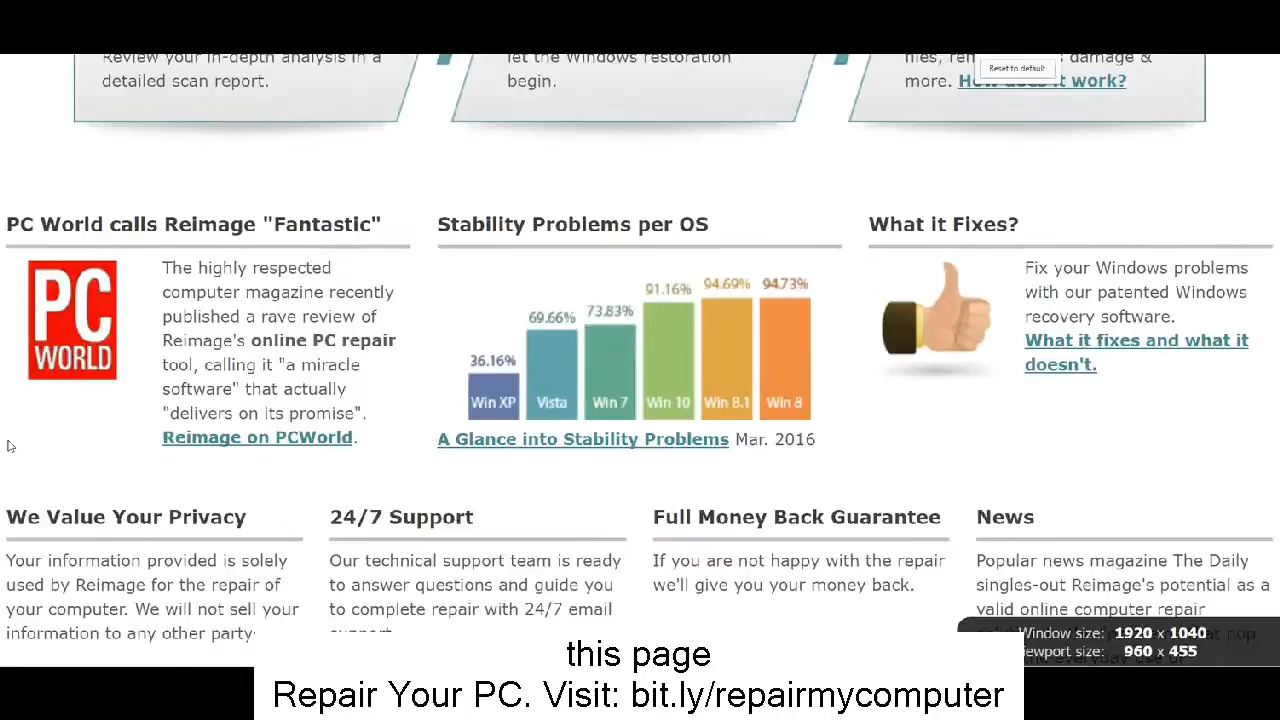 Review your in-depth analysis in a
detailed scan report.
let the Windows restoration
begin.
files, damage &
more. How does it work?
Reset to default
PC World calls Reimage "Fantastic"
PC
WORLD
The highly respected
computer magazine recently
published a rave review of
Reimage's online PC repair
tool, calling it "a miracle
software" that actually
"delivers on its promise".
Reimage on PCWorld.
Stability Problems per OS
36.16%
69.66%
73.83%
91.16%
94.69%
94.73%
Win XP
Vista
Win 7
Win 10
Win 8.1
Win 8
A Glance into Stability Problems Mar. 2016
What it Fixes?
Fix your Windows problems
with our patented Windows
recovery software.
What it fixes and what it
doesn't.
We Value Your Privacy
Your information provided is solely
used by Reimage for the repair of
your computer. We will not sell your
information to any other party
24/7 Support
Our technical support team is ready
to answer questions and guide you
to complete repair with 24/7 email
support
Full Money Back Guarantee
If you are not happy with the repair
we'll give you your money back.
News
Popular news magazine The Daily
singles-out Reimage's potential as a
valid online computer repair
Window size: 1920 x 1040
viewport size: 960 x 455
this page
Repair Your PC. Visit: bit.ly/repairmycomputer